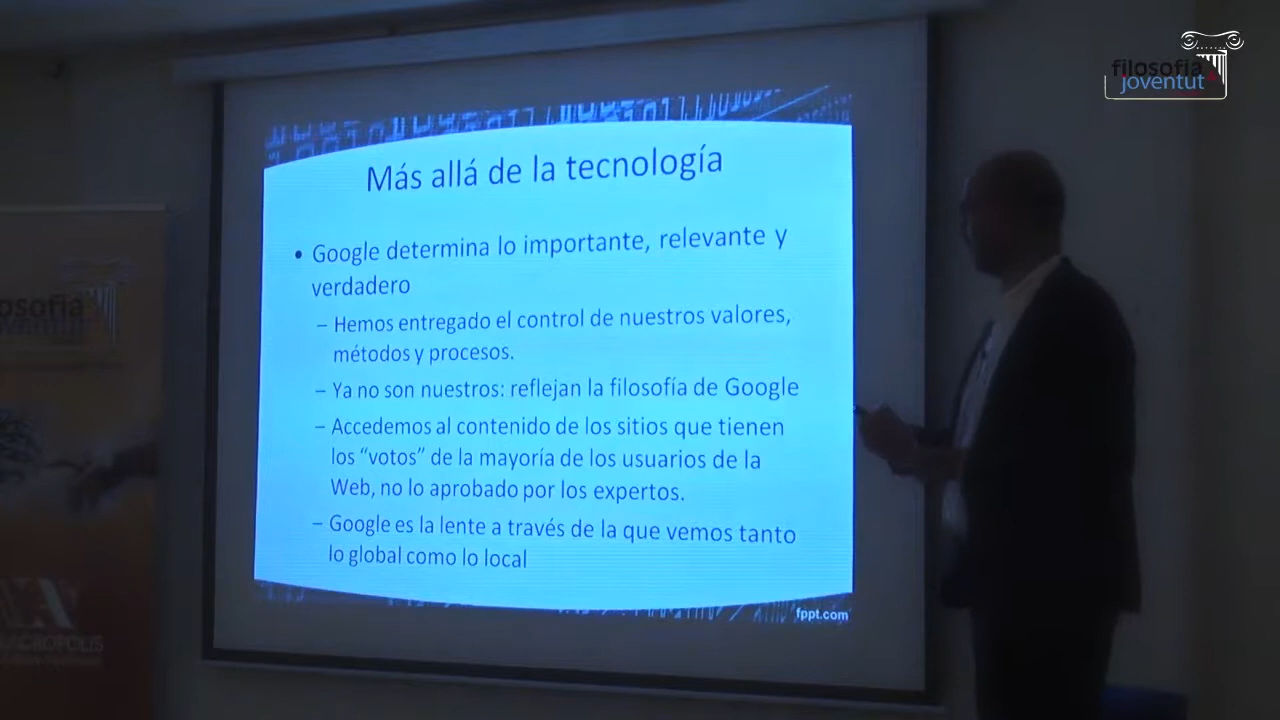 filosofia
joventut
Más allá de la tecnología
• Google determina lo importante, relevante y
verdadero
– Hemos entregado el control de nuestros valores,
métodos y procesos.
– Ya no son nuestros: reflejan la filosofía de Google
– Accedemos al contenido de los sitios que tienen
los “votos” de la mayoría de los usuarios de la
Web, no lo aprobado por los expertos.
– Google es la lente a través de la que vemos tanto
lo global como lo local
fppt.com